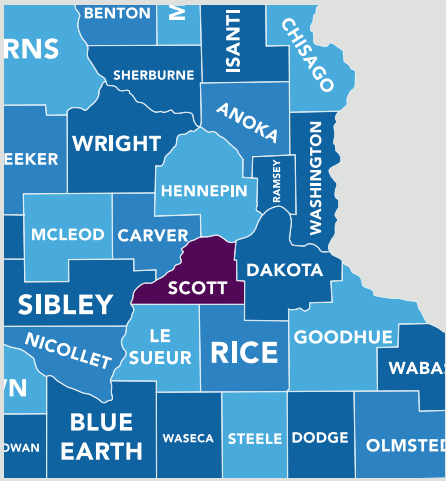 BENTON
M
ISANTI
CHISAGO
RNS
SHERBURNE
ANOKA
WRIGHT
EEKER
HENNEPIN
RAMSEY
WASHINGTON
MCLEOD
CARVER
SCOTT
DAKOTA
SIBLEY
NICOLLET
LE
SUEUR
RICE
GOODHUE
WABAS
VN
BLUE
EARTH
OWAN
WASECA
STEELE
DODGE
OLMSTED